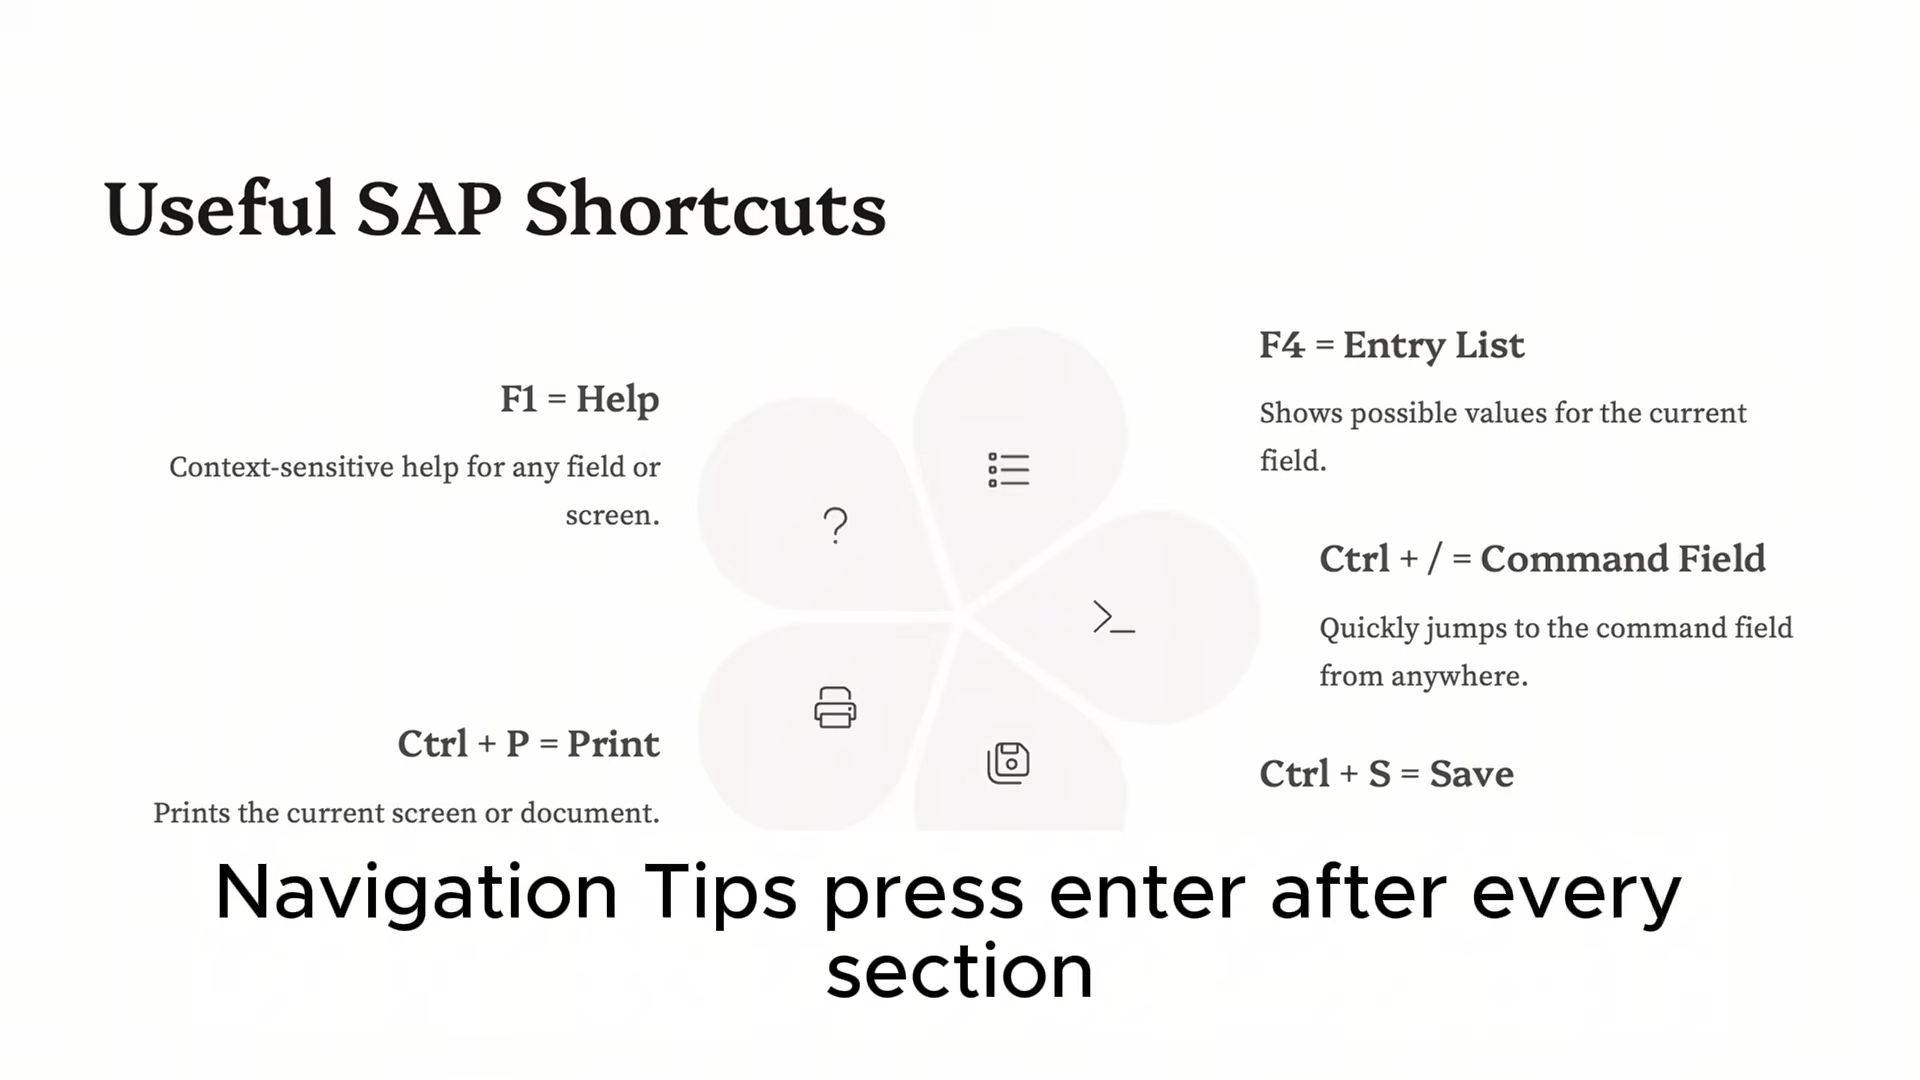 Useful SAP Shortcuts
F1 = Help
Context-sensitive help for any field or
screen.
F4 = Entry List
Shows possible values for the current
field.
Ctrl + / = Command Field
Quickly jumps to the command field
from anywhere.
Ctrl + P = Print
Prints the current screen or document.
Ctrl + S = Save
Navigation Tips press enter after every
section